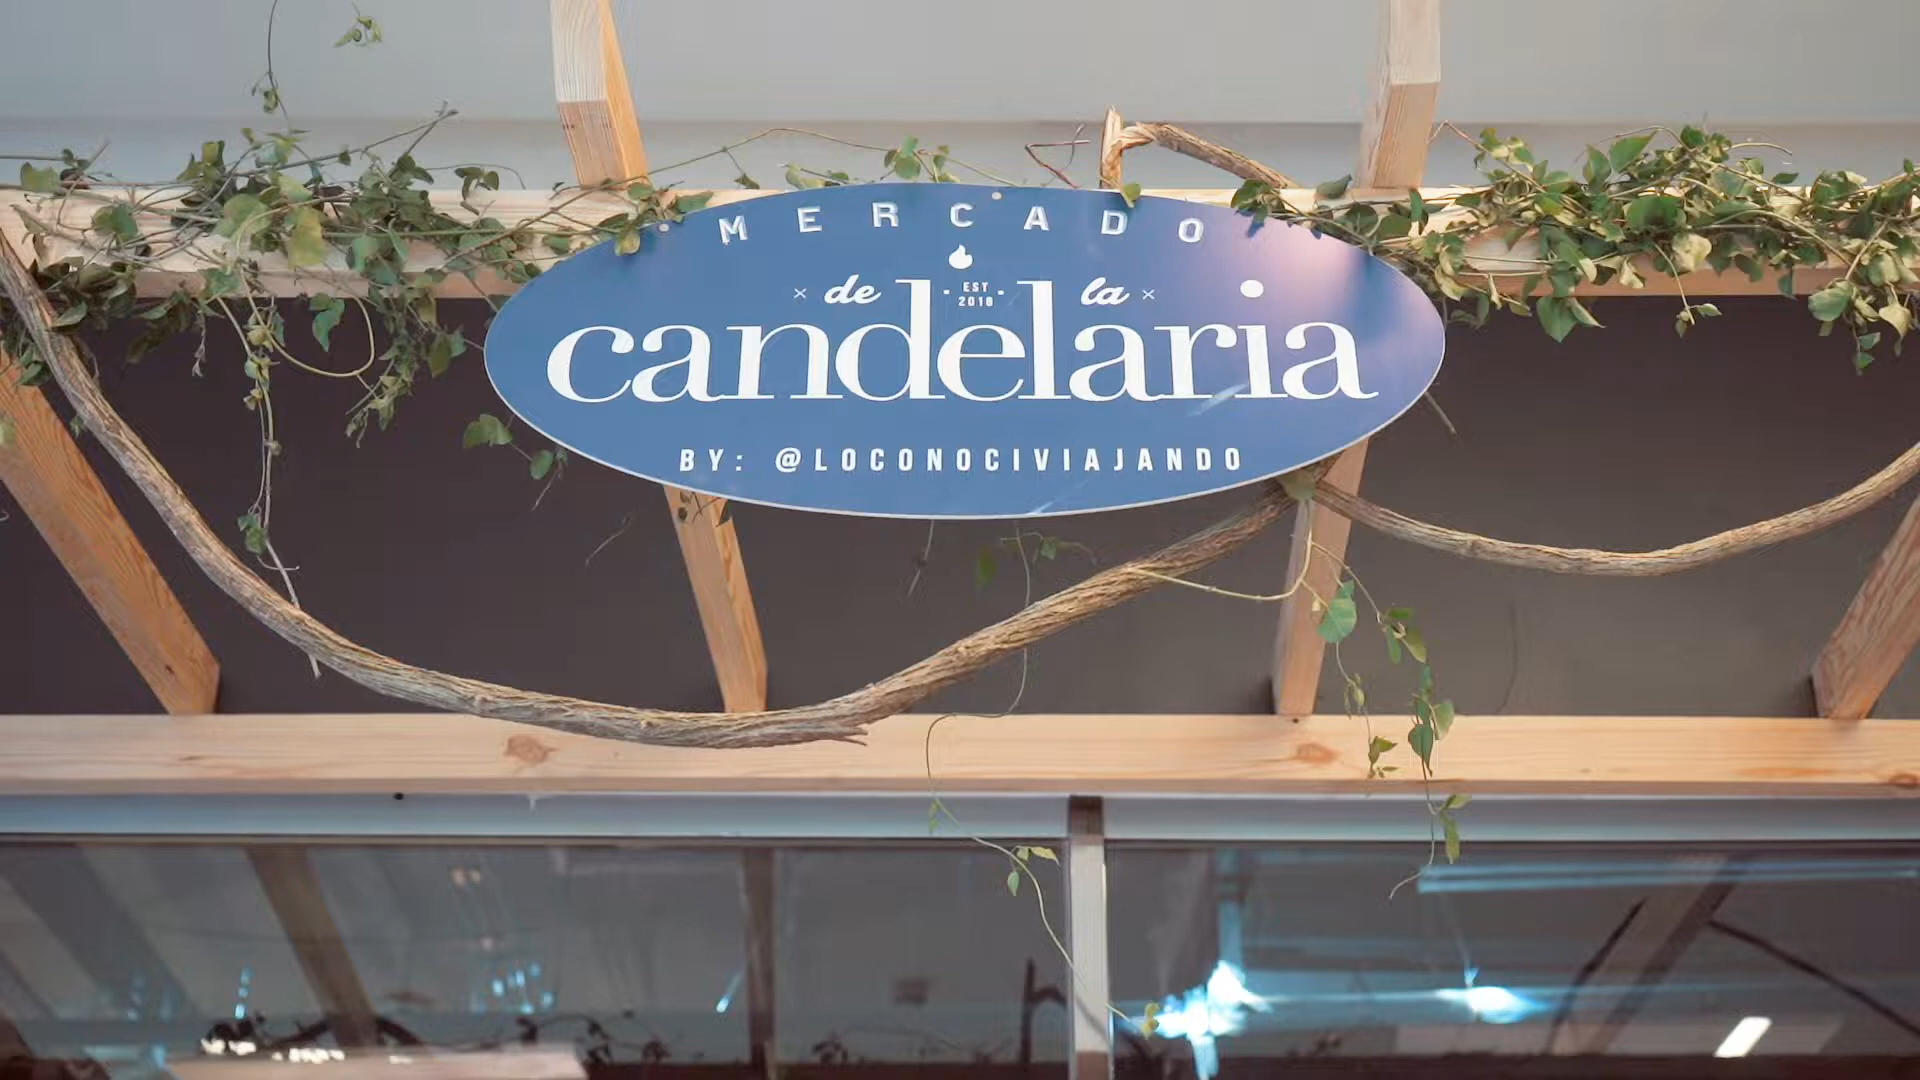 MERCADO
× de - EST - la ×
2018
candelaria
BY: @LOCONOCIVIAJANDO